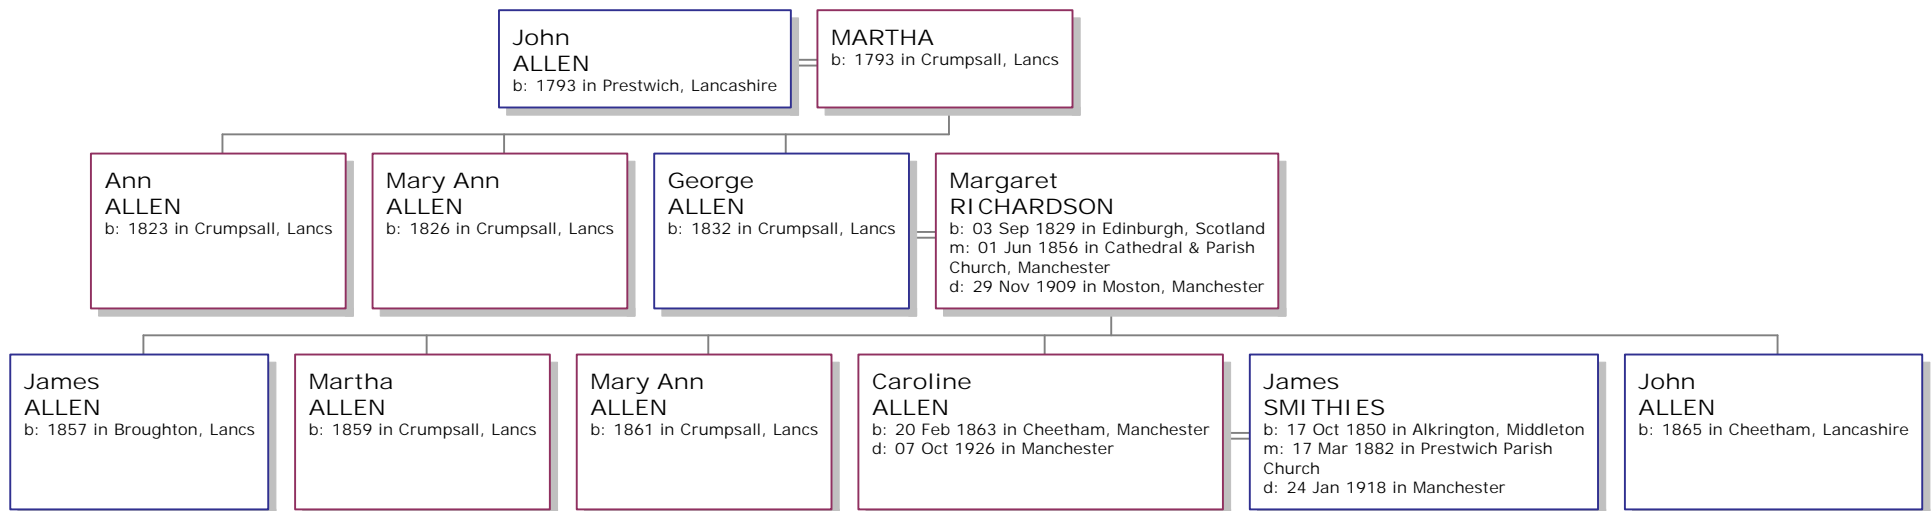 John
ALLEN
b: 1793 in Prestwich, Lancashire
MARTHA
b: 1793 in Crumpsall, Lancs
Ann
ALLEN
b: 1823 in Crumpsall, Lancs
Mary Ann
ALLEN
b: 1826 in Crumpsall, Lancs
George
ALLEN
b: 1832 in Crumpsall, Lancs
Margaret
RICHARDSON
b: 03 Sep 1829 in Edinburgh, Scotland
m: 01 Jun 1856 in Cathedral & Parish
Church, Manchester
d: 29 Nov 1909 in Moston, Manchester
James
ALLEN
b: 1857 in Broughton, Lancs
Martha
ALLEN
b: 1859 in Crumpsall, Lancs
Mary Ann
ALLEN
b: 1861 in Crumpsall, Lancs
Caroline
ALLEN
b: 20 Feb 1863 in Cheetham, Manchester
d: 07 Oct 1926 in Manchester
James
SMITHIES
b: 17 Oct 1850 in Alkrington, Middleton
m: 17 Mar 1882 in Prestwich Parish
Church
d: 24 Jan 1918 in Manchester
John
ALLEN
b: 1865 in Cheetham, Lancashire